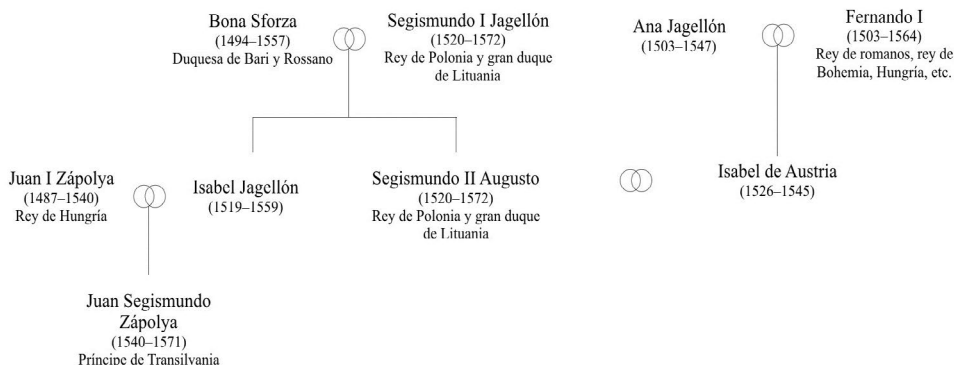 Bona Sforza
(1494–1557)
Duquesa de Bari y Rossano
Segismundo I Jagellón
(1520–1572)
Rey de Polonia y gran duque
de Lituania
Ana Jagellón
(1503–1547)
Fernando I
(1503–1564)
Rey de romanos, rey de
Bohemia, Hungría, etc.
Juan I Zápolya
(1487–1540)
Rey de Hungría
Isabel Jagellón
(1519–1559)
Segismundo II Augusto
(1520–1572)
Rey de Polonia y gran duque
de Lituania
Isabel de Austria
(1526–1545)
Juan Segismundo
Zápolya
(1540–1571)
Príncipe de Transilvania